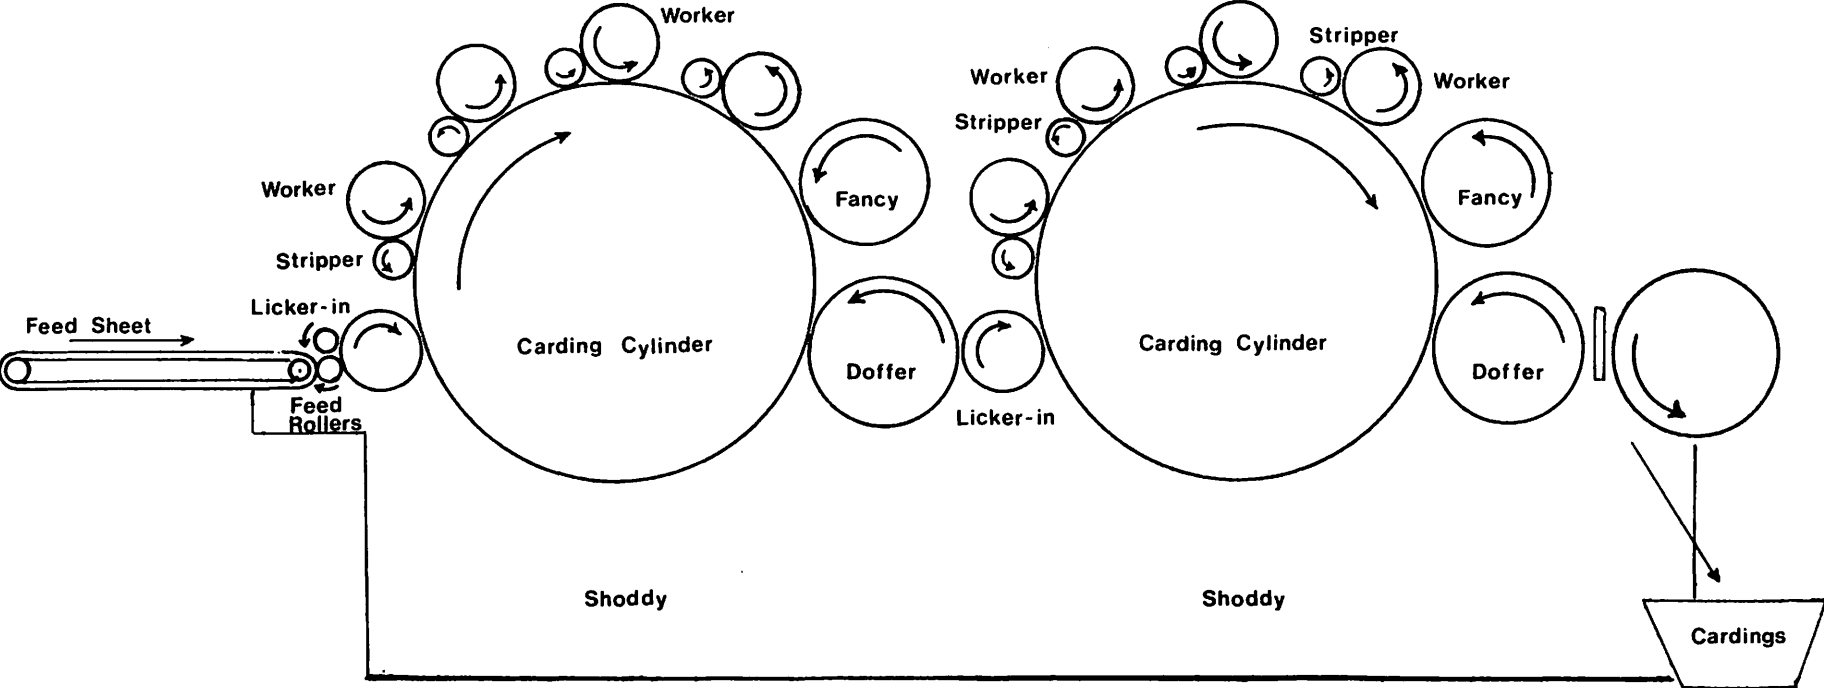 Worker
Stripper
Worker
Worker
Stripper
Worker
Fancy
Fancy
Stripper
Licker-in
Feed Sheet
Carding Cylinder
Carding Cylinder
Doffer
Doffer
Feed
Rollers
Licker-in
Shoddy
Shoddy
Cardings